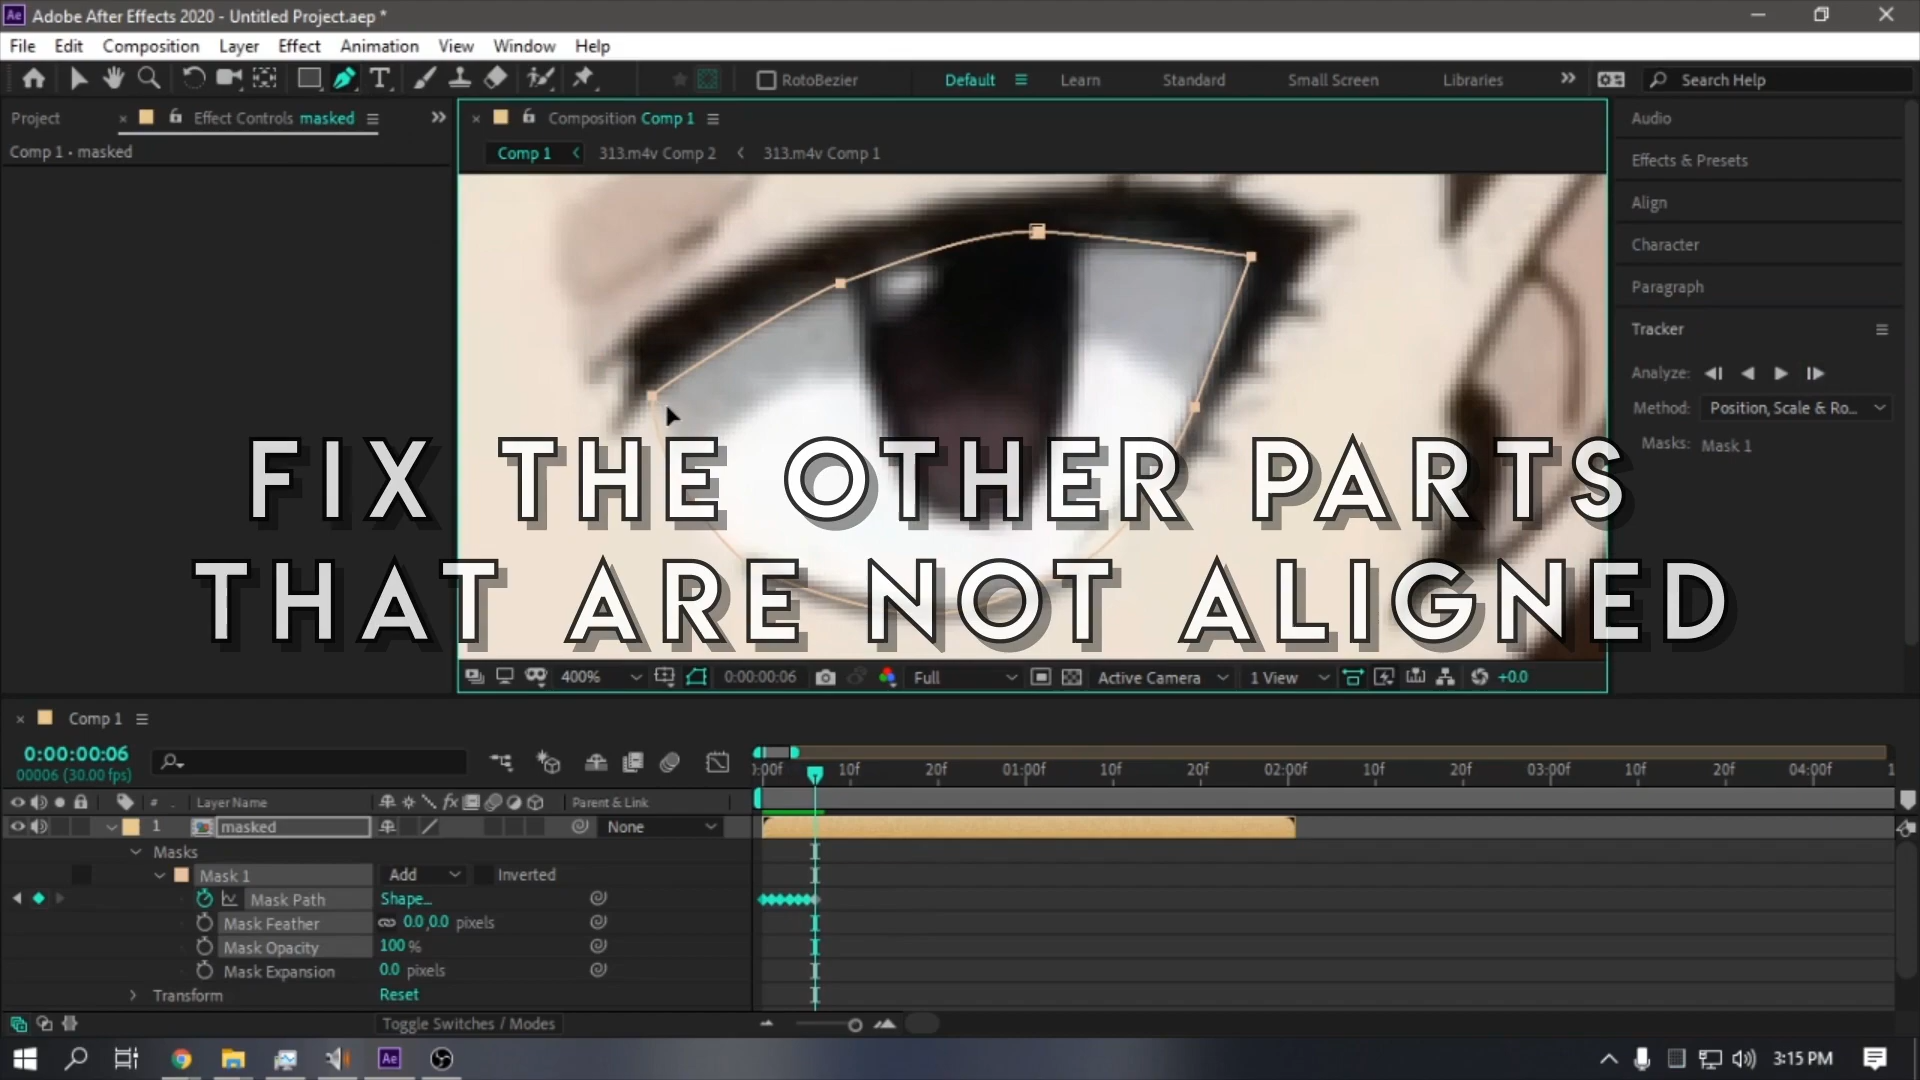 Adobe After Effects 2020 - Untitled Project.aep *
File Edit Composition Layer Effect Animation View Window Help
RotoBezier Default Learn Standard Small Screen Libraries Search Help
Project Effect Controls masked
Comp 1 • masked
Composition Comp 1
Comp 1 313.m4v Comp 2 313.m4v Comp 1
Audio
Effects & Presets
Align
Character
Paragraph
Tracker
Analyze:
Method: Position, Scale & Ro...
Masks: Mask 1
FIX THE OTHER PARTS
THAT ARE NOT ALIGNED
400% 0:00:00:06 Full Active Camera 1 View +0.0
Comp 1
0:00:00:06
00006 (30.00 fps)
:00f 10f 20f 01:00f 10f 20f 02:00f 10f 20f 03:00f 10f 20f 04:00f 1
# Layer Name fx Parent & Link
1 masked None
Masks
Mask 1 Add Inverted
Mask Path Shape...
Mask Feather 0.0,0.0 pixels
Mask Opacity 100 %
Mask Expansion 0.0 pixels
Transform Reset
Toggle Switches / Modes
Ae 3:15 PM